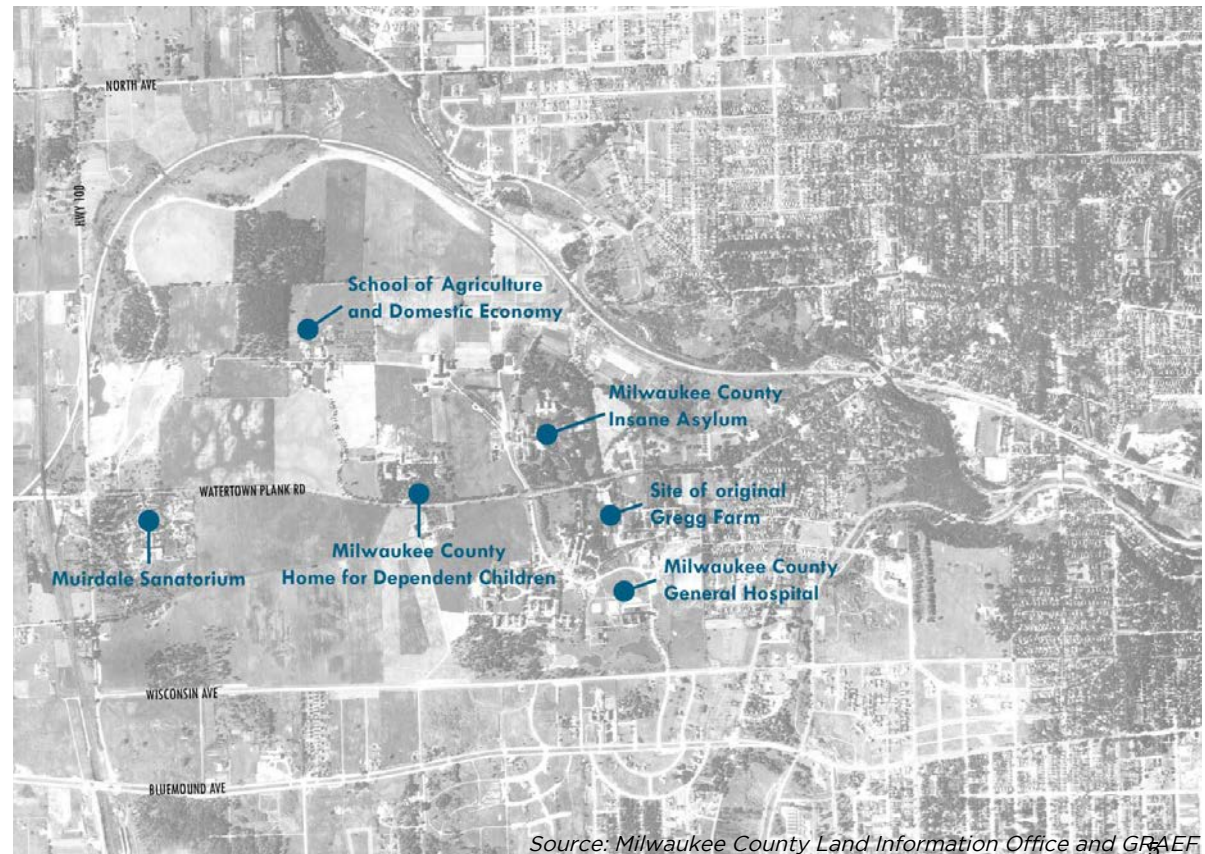 NORTH AVE
HWY 100
School of Agriculture
and Domestic Economy
Milwaukee County
Insane Asylum
WATERTOWN PLANK RD
Site of original
Gregg Farm
Muirdale Sanatorium
Milwaukee County
Home for Dependent Children
Milwaukee County
General Hospital
WISCONSIN AVE
BLUEMOUND AVE
Source: Milwaukee County Land Information Office and GRAEF
5